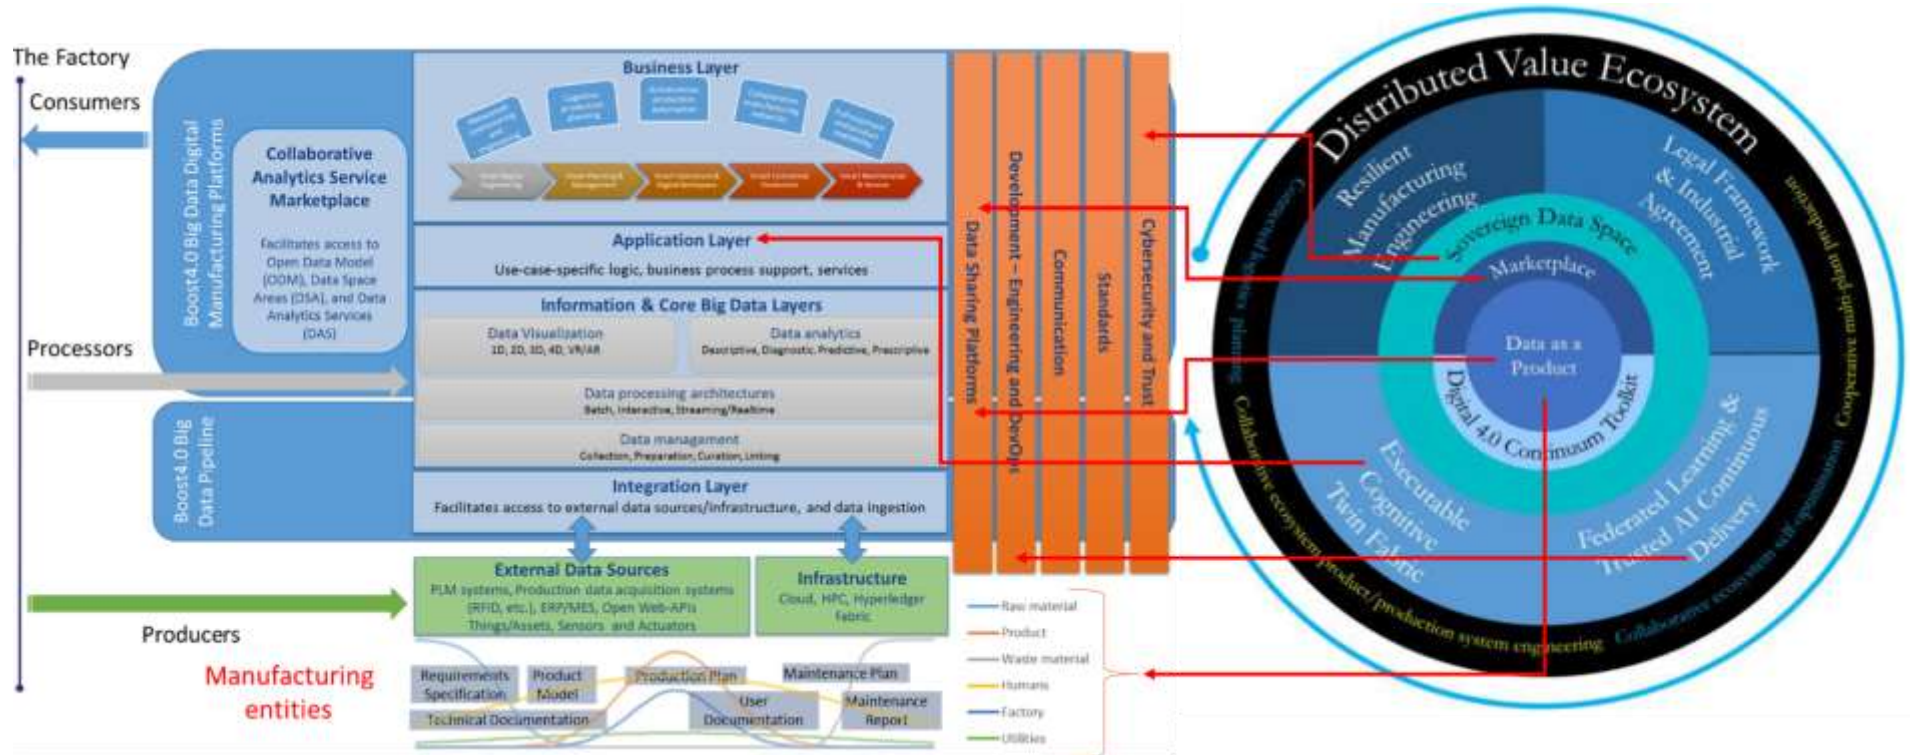 The Factory
Consumers
Processors
Producers
Manufacturing
entities
Boost4.0 Big Data Digital
Manufacturing Platforms
Boost4.0 Big
Data Pipeline
Collaborative
Analytics Service
Marketplace
Facilitates access to
Open Data Model
(ODM), Data Space
Areas (DSA), and Data
Analytics Services
(DAS)
Business Layer
Application Layer
Use-case-specific logic, business process support, services
Information & Core Big Data Layers
Data Visualization
1D, 2D, 3D, 4D, VR/AR
Data analytics
Descriptive, Diagnostic, Predictive, Prescriptive
Data processing architectures
Batch, Interactive, Streaming/Realtime
Data management
Collection, Preparation, Curation, Linking
Integration Layer
Facilitates access to external data sources/infrastructure, and data ingestion
External Data Sources
PLM systems, Production data acquisition systems
(RFID, etc.), ERP/MES, Open Web-APIs
Things/Assets, Sensors and Actuators
Infrastructure
Cloud, HPC, Hyperledger
Fabric
Requirements
Specification
Product
Model
Production Plan
Maintenance Plan
Technical Documentation
User
Documentation
Maintenance
Report
Data Sharing Platforms
Development – Engineering and DevOps
Communication
Standards
Cybersecurity and Trust
Raw material
Product
Waste material
Humans
Factory
Utilities
Distributed Value Ecosystem
Resilient
Manufacturing
Engineering
Legal Framework
& Industrial
Agreement
Sovereign Data Space
Marketplace
Data as a
Product
Digital 4.0 Continuum Toolkit
Executable
Cognitive
Twin Fabric
Federated Learning &
Trusted AI Continuous
Delivery
Connected logistics planning
Cooperative multi-plant production
Collaborative ecosystem product/production system engineering
Collaborative ecosystem self-optimisation